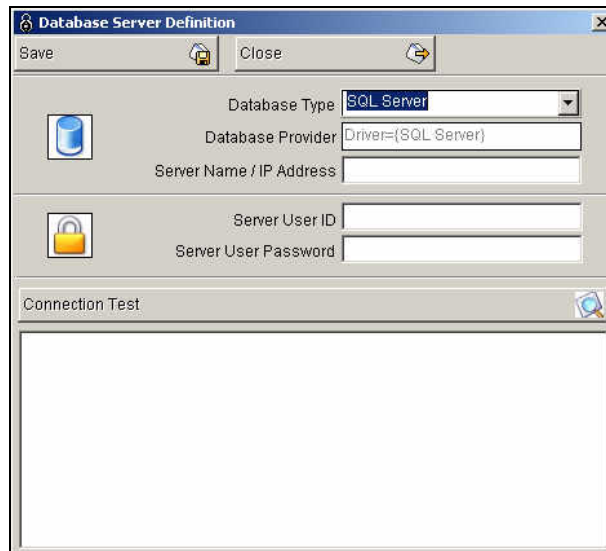 Database Server Definition
Save Close
Database Type SQL Server
Database Provider Driver={SQL Server}
Server Name / IP Address
Server User ID
Server User Password
Connection Test